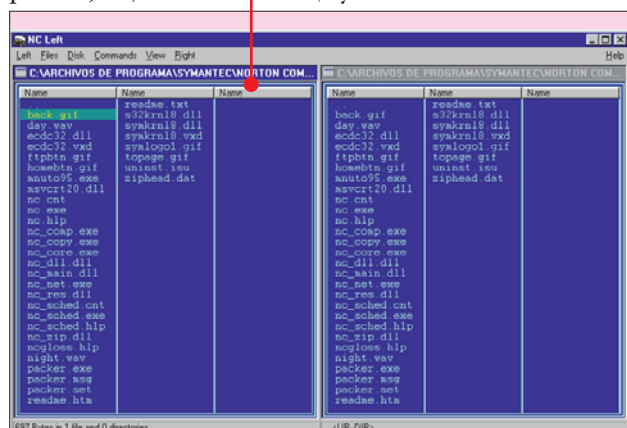 NC Left
Left Files Disk Commands View Right Help
C:\ARCHIVOS DE PROGRAMA\SYMANTEC\NORTON COM...
Name Name Name
..
back.gif
day.wav
ecdc32.dll
ecdc32.vxd
ftpbtn.gif
homebtn.gif
mnuto95.exe
msvcrt20.dll
nc.cnt
nc.exe
nc.hlp
nc_comp.exe
nc_copy.exe
nc_core.exe
nc_dll.dll
nc_main.dll
nc_net.exe
nc_res.dll
nc_sched.cnt
nc_sched.exe
nc_sched.hlp
nc_zip.dll
ncgloss.hlp
night.wav
packer.exe
packer.msg
packer.set
readme.htm
readme.txt
s32krnl8.dll
symkrnl8.dll
symkrnl8.vxd
symlogo1.gif
topage.gif
uninst.isu
ziphead.dat
697 Bytes in 1 file and 0 directories
C:\ARCHIVOS DE PROGRAMA\SYMANTEC\NORTON COM...
Name Name Name
..
back.gif
day.wav
ecdc32.dll
ecdc32.vxd
ftpbtn.gif
homebtn.gif
mnuto95.exe
msvcrt20.dll
nc.cnt
nc.exe
nc.hlp
nc_comp.exe
nc_copy.exe
nc_core.exe
nc_dll.dll
nc_main.dll
nc_net.exe
nc_res.dll
nc_sched.cnt
nc_sched.exe
nc_sched.hlp
nc_zip.dll
ncgloss.hlp
night.wav
packer.exe
packer.msg
packer.set
readme.htm
readme.txt
s32krnl8.dll
symkrnl8.dll
symkrnl8.vxd
symlogo1.gif
topage.gif
uninst.isu
ziphead.dat
<UP-DIR>